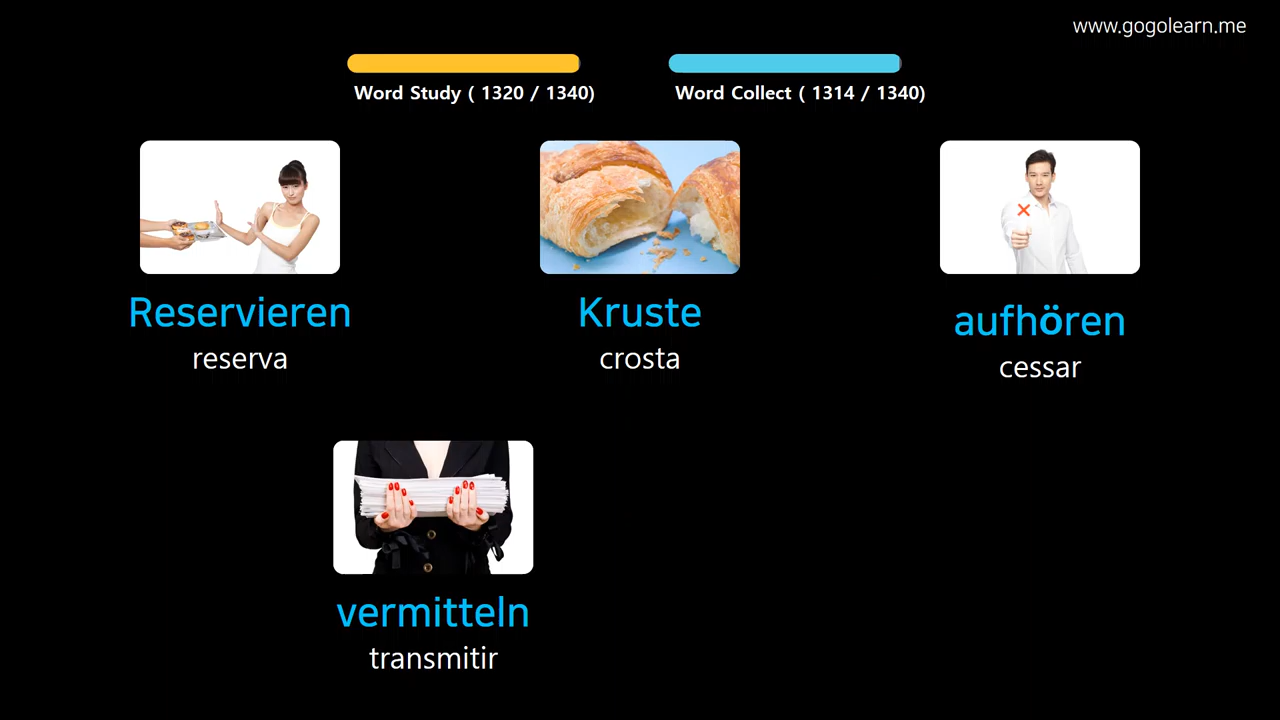 www.gogolearn.me
Word Study ( 1320 / 1340)
Word Collect ( 1314 / 1340)
Reservieren
reserva
Kruste
crosta
aufhören
cessar
vermitteln
transmitir